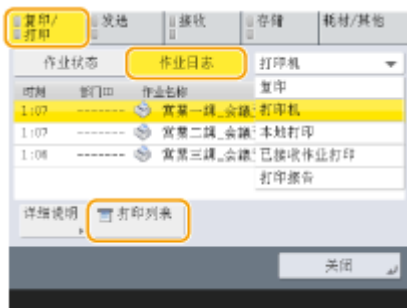 复印/
打印
发送
接收
存储
耗材/其他
作业状态
作业日志
打印机
时间 部门ID 作业名称
复印
1:07 ------- 营業一課_会議
打印机
1:07 ------- 营業二課_会議
本地打印
1:06 ------- 营業三課_会議
已接收作业打印
打印报告
详细说明
打印列表
关闭